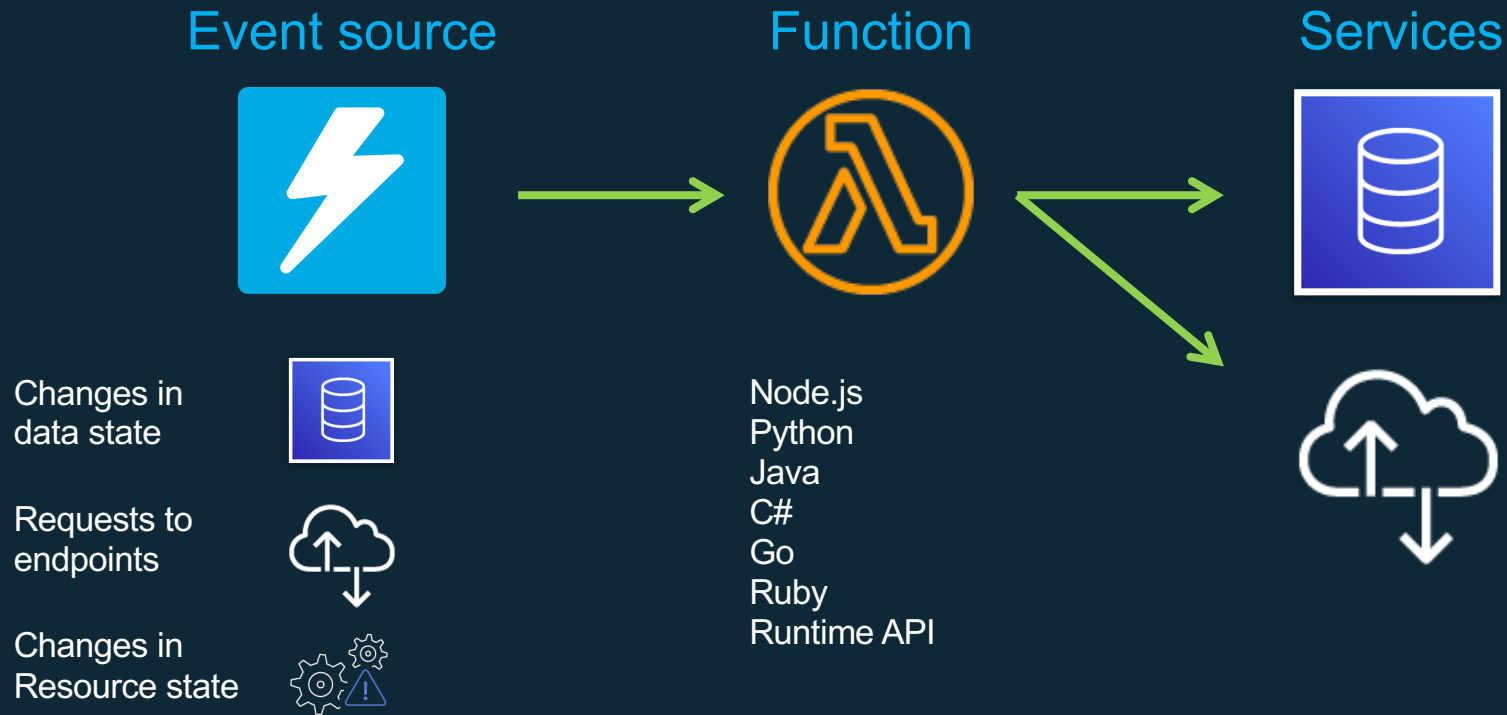 Event source
Function
Services
Changes in
data state
Requests to
endpoints
Changes in
Resource state
Node.js
Python
Java
C#
Go
Ruby
Runtime API